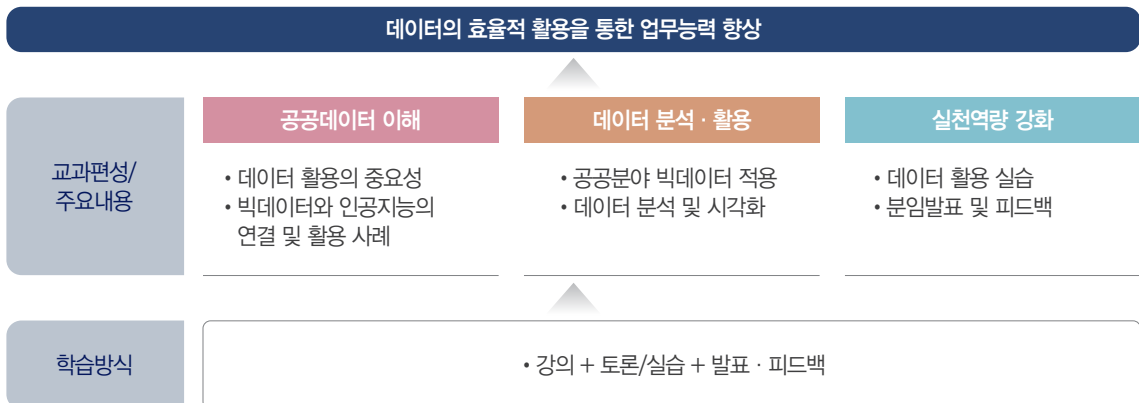 데이터의 효율적 활용을 통한 업무능력 향상
교과편성/
주요내용
공공데이터 이해
• 데이터 활용의 중요성
• 빅데이터와 인공지능의
연결 및 활용 사례
데이터 분석 · 활용
• 공공분야 빅데이터 적용
• 데이터 분석 및 시각화
실천역량 강화
• 데이터 활용 실습
• 분임발표 및 피드백
학습방식
• 강의 + 토론/실습 + 발표 · 피드백